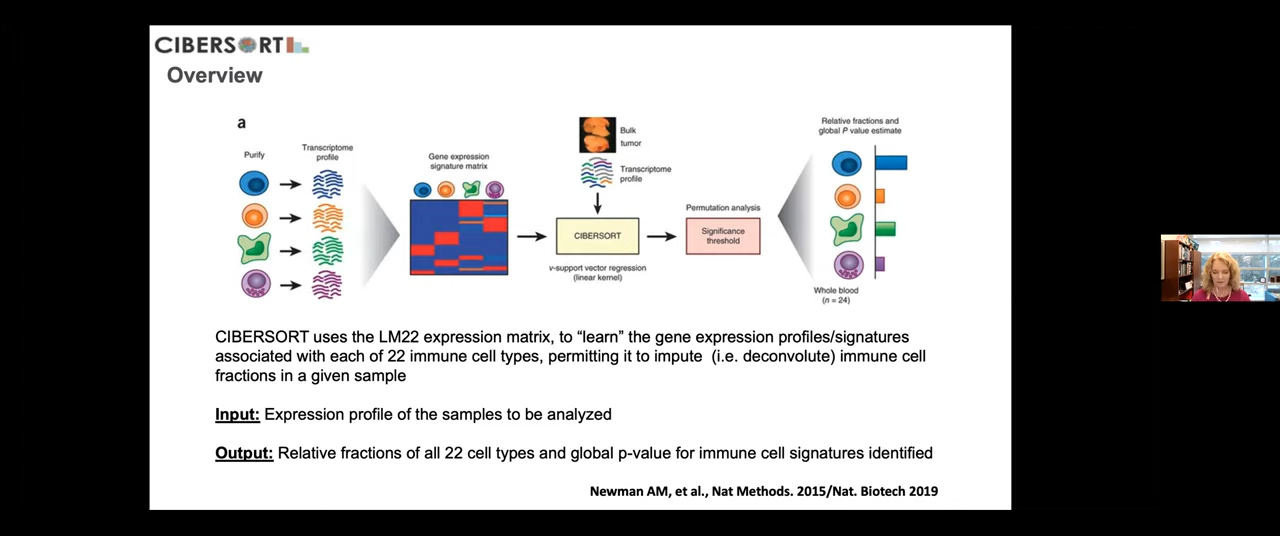 CIBERSORT
Overview
a
Purify
Transcriptome
profile
Gene expression
signature matrix
Bulk
tumor
Transcriptome
profile
CIBERSORT
v-support vector regression
(linear kernel)
Permutation analysis
Significance
threshold
Relative fractions and
global P value estimate
Whole blood
(n = 24)
CIBERSORT uses the LM22 expression matrix, to “learn” the gene expression profiles/signatures
associated with each of 22 immune cell types, permitting it to impute (i.e. deconvolute) immune cell
fractions in a given sample
Input: Expression profile of the samples to be analyzed
Output: Relative fractions of all 22 cell types and global p-value for immune cell signatures identified
Newman AM, et al., Nat Methods. 2015/Nat. Biotech 2019